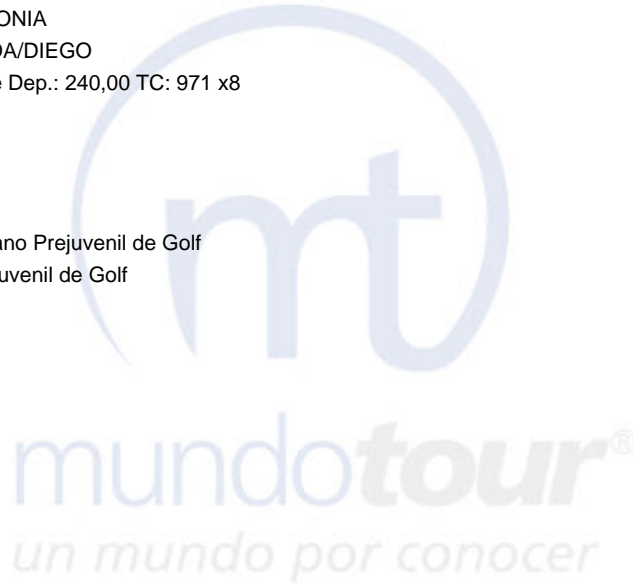 ONIA
DA/DIEGO
e Dep.: 240,00 TC: 971 x8
ano Prejuvenil de Golf
uvenil de Golf
mt
mundotour®
un mundo por conocer